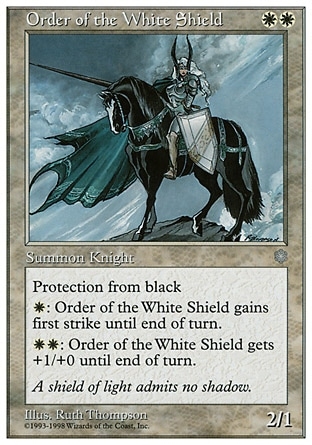 Order of the White Shield
Summon Knight
Protection from black
: Order of the White Shield gains
first strike until end of turn.
: Order of the White Shield gets
+1/+0 until end of turn.
A shield of light admits no shadow.
Illus. Ruth Thompson
©1993-1998 Wizards of the Coast, Inc.
2/1